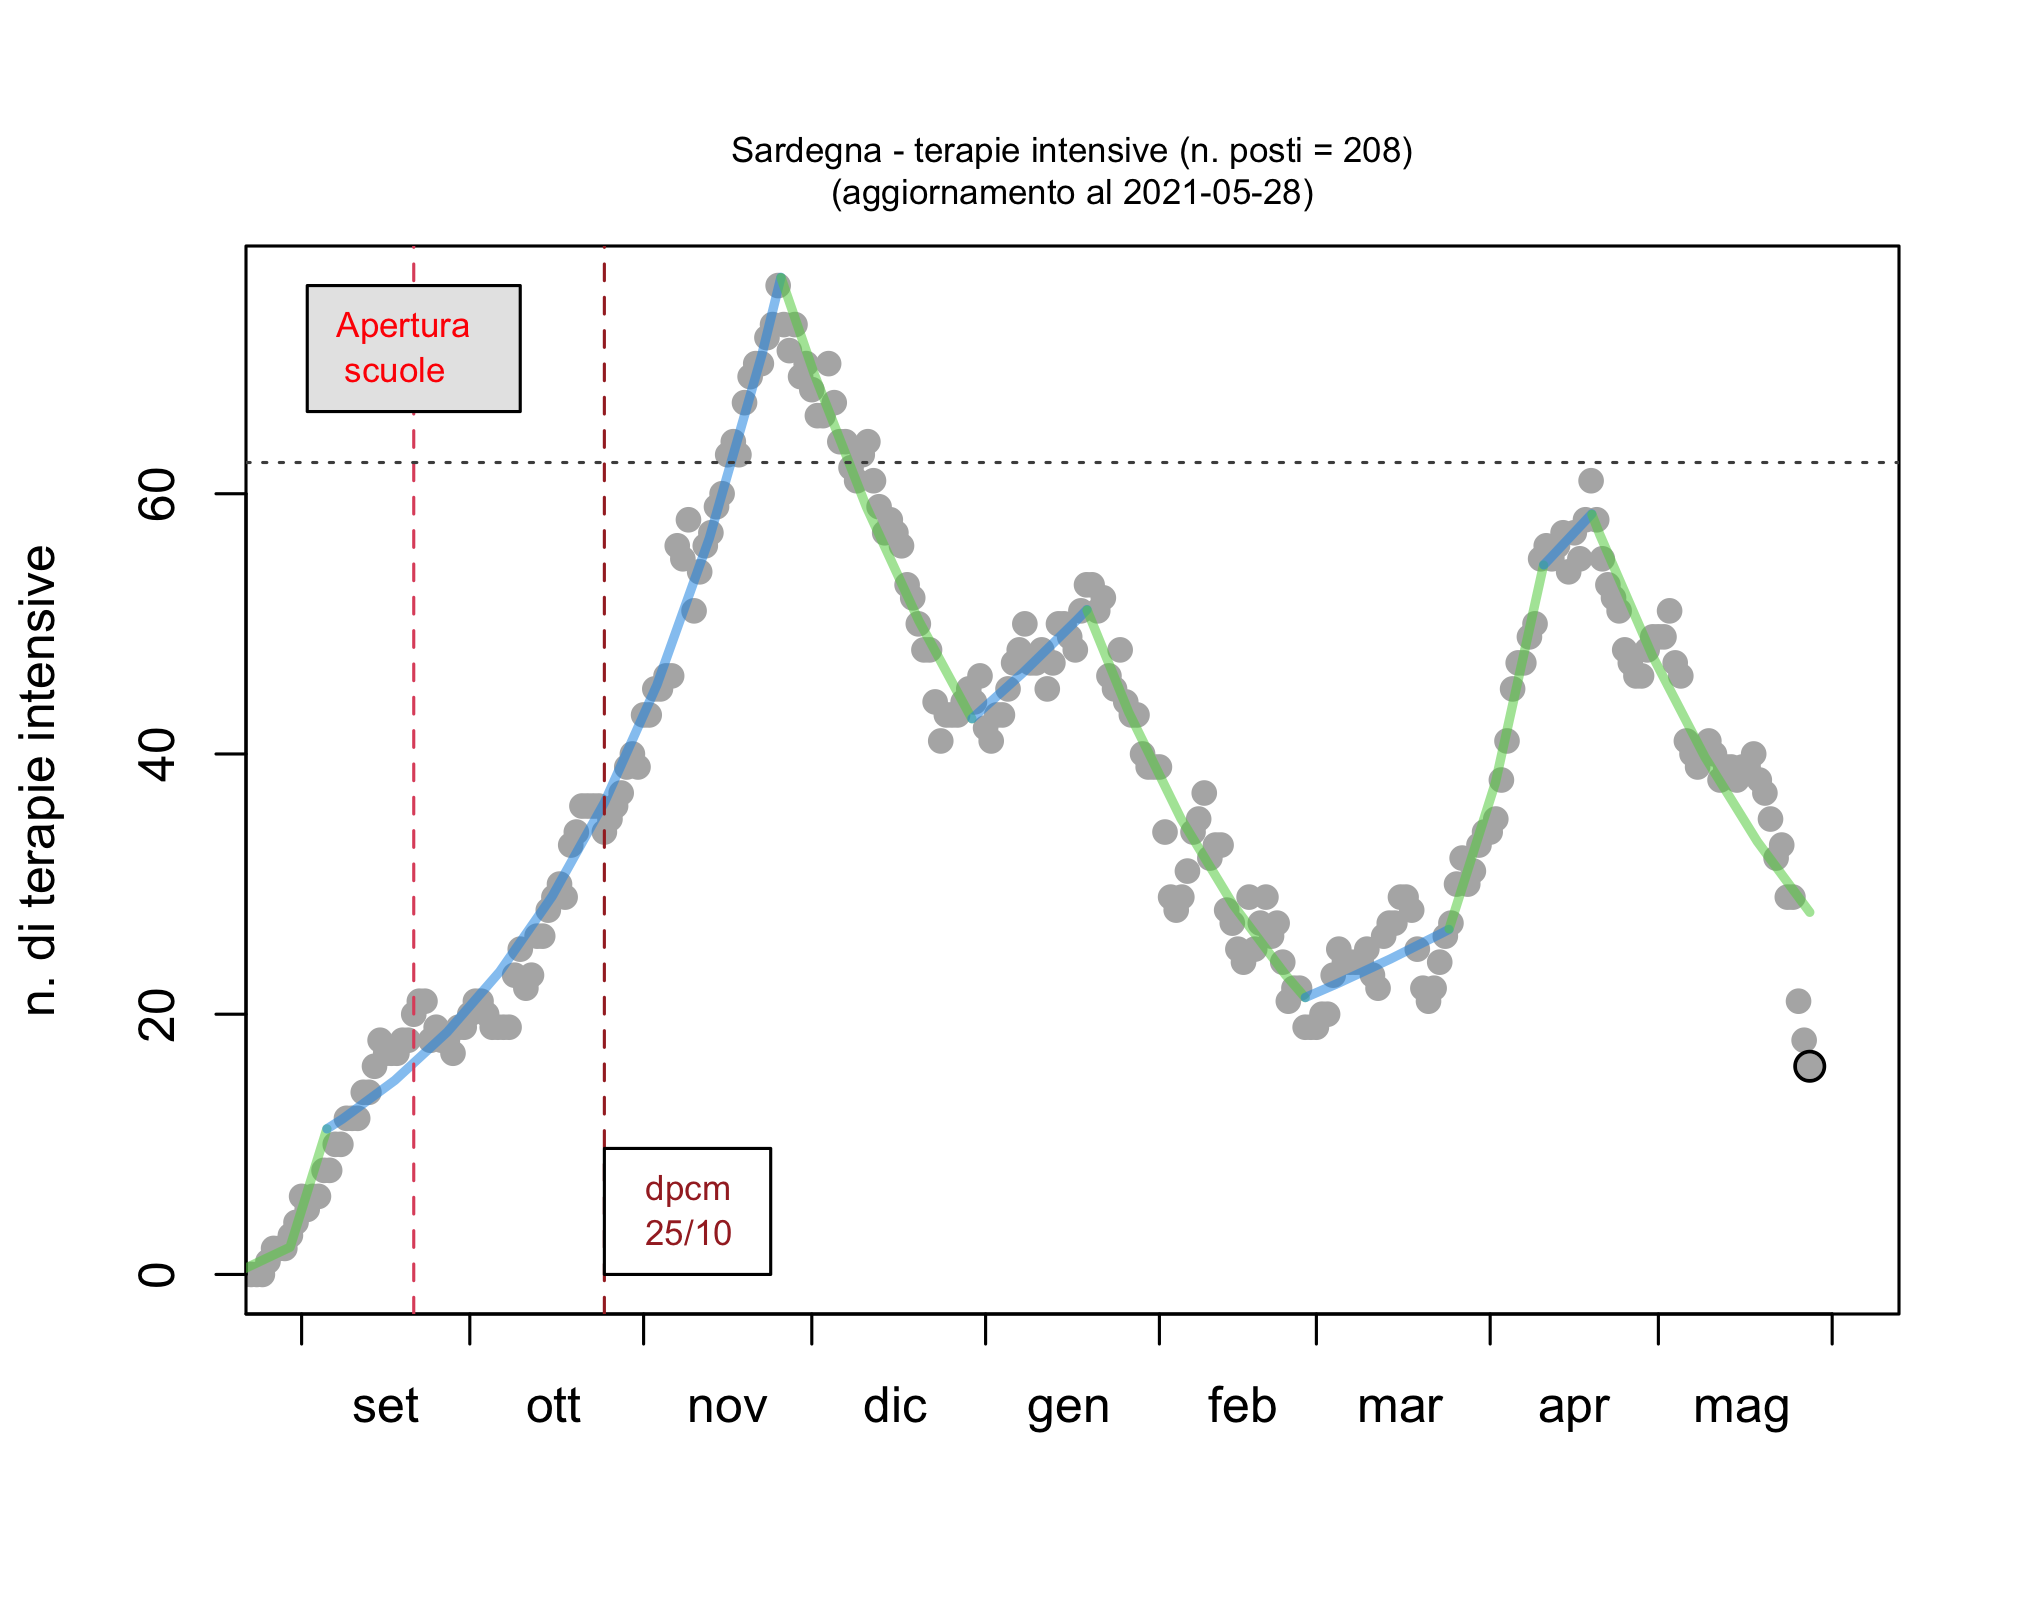 Sardegna - terapie intensive (n. posti = 208)
(aggiornamento al 2021-05-28)
Apertura
scuole
n. di terapie intensive
60
40
20
0
dpcm
25/10
set ott nov dic gen feb mar apr mag